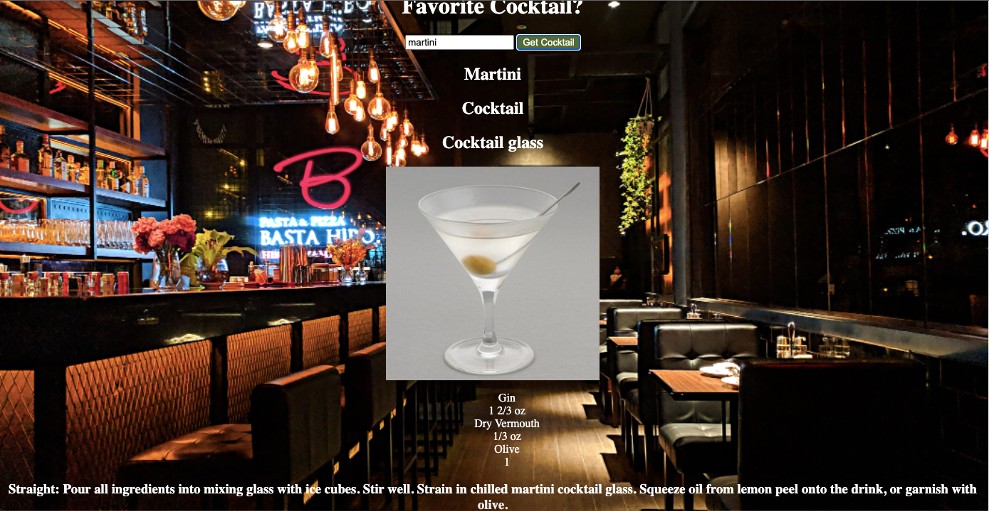 Favorite Cocktail?
martini
Get Cocktail
Martini
Cocktail
Cocktail glass
B
PASTA & PIZZA
BASTA HIRO
Gin
1 2/3 oz
Dry Vermouth
1/3 oz
Olive
1
Straight: Pour all ingredients into mixing glass with ice cubes. Stir well. Strain in chilled martini cocktail glass. Squeeze oil from lemon peel onto the drink, or garnish with
olive.